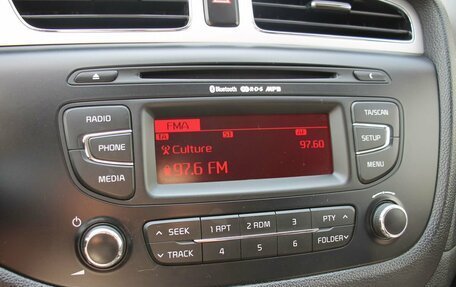 Bluetooth R·D·S MP3
RADIO
PHONE
MEDIA
TA/SCAN
SETUP
MENU
FMA
TA ST AF
Culture 97.60
97.6 FM
SEEK
TRACK
1 RPT 2 RDM 3
4 5 6
PTY
FOLDER